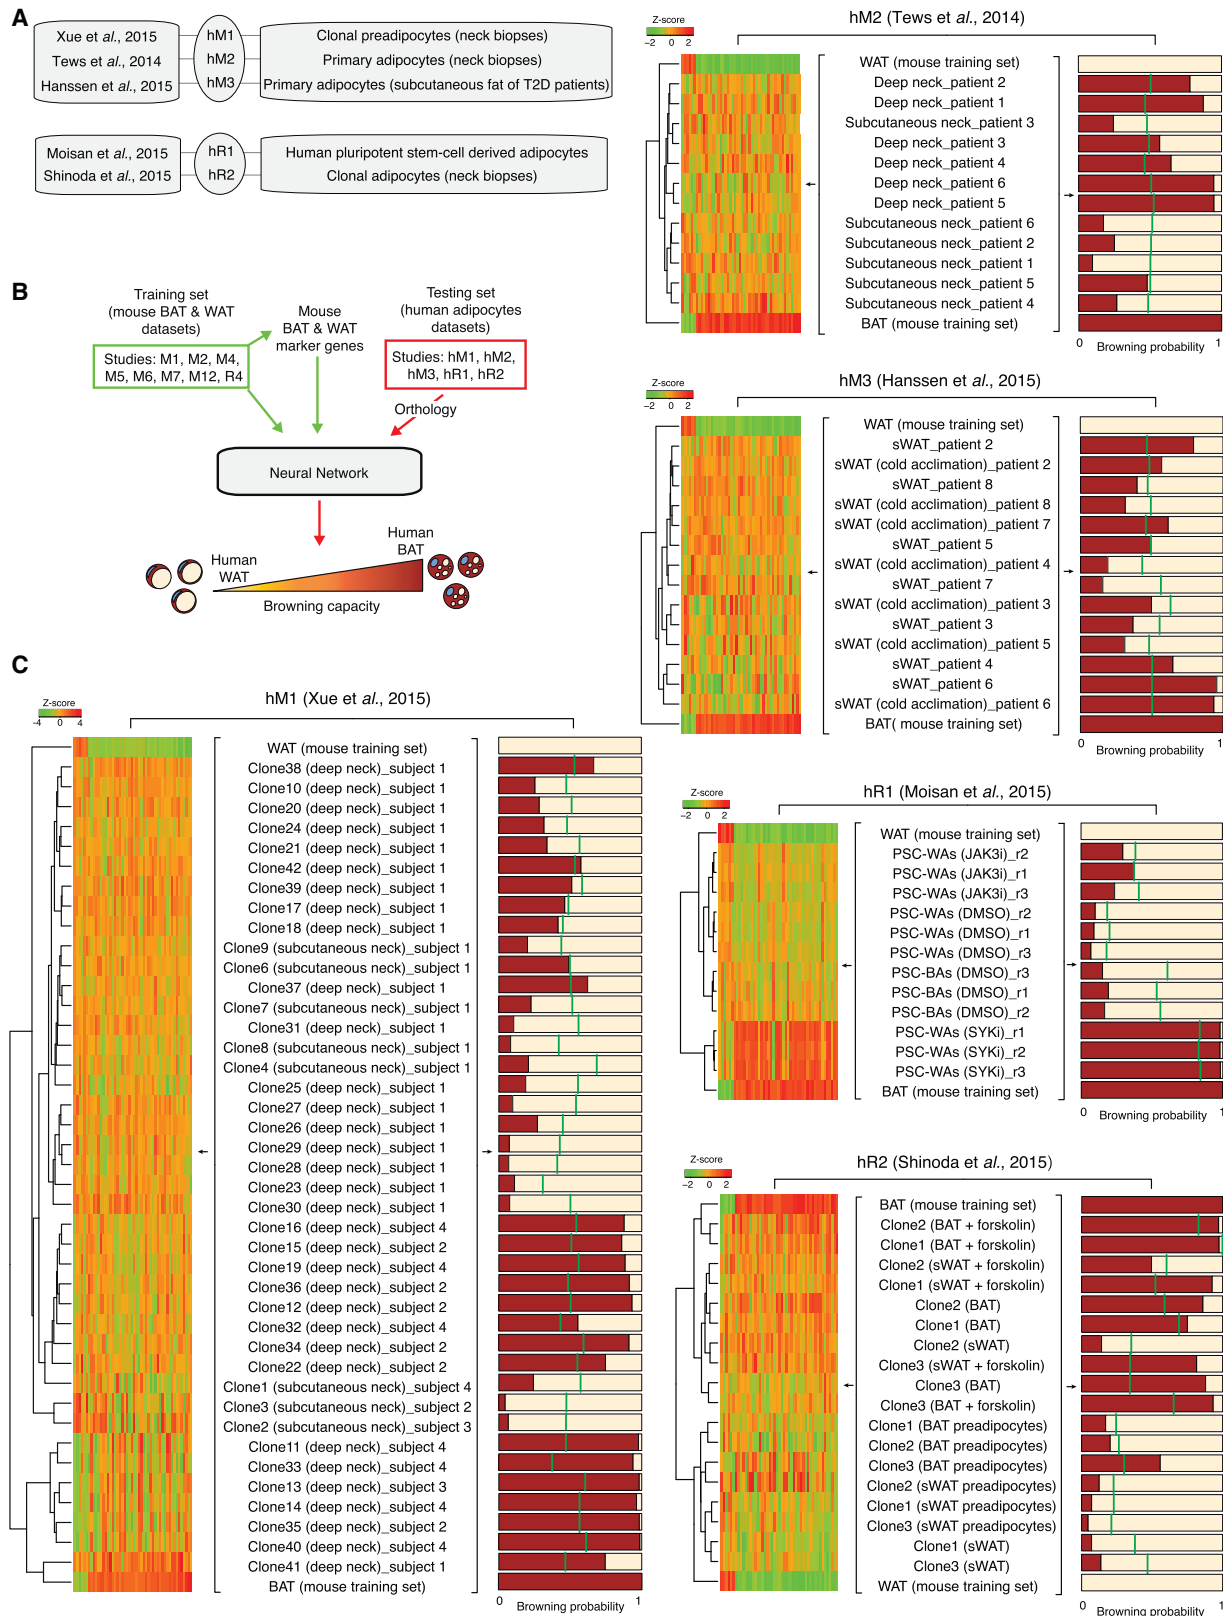 A
Xue et al., 2015 hM1 Clonal preadipocytes (neck biopses)
Tews et al., 2014 hM2 Primary adipocytes (neck biopses)
Hanssen et al., 2015 hM3 Primary adipocytes (subcutaneous fat of T2D patients)
Moisan et al., 2015 hR1 Human pluripotent stem-cell derived adipocytes
Shinoda et al., 2015 hR2 Clonal adipocytes (neck biopses)
B
Training set
(mouse BAT & WAT
datasets)
Studies: M1, M2, M4,
M5, M6, M7, M12, R4
Mouse
BAT & WAT
marker genes
Testing set
(human adipocytes
datasets)
Studies: hM1, hM2,
hM3, hR1, hR2
Orthology
Neural Network
Human
WAT
Human
BAT
Browning capacity
C
hM1 (Xue et al., 2015)
Z-score
-4 0 4
WAT (mouse training set)
Clone38 (deep neck)_subject 1
Clone10 (deep neck)_subject 1
Clone20 (deep neck)_subject 1
Clone24 (deep neck)_subject 1
Clone21 (deep neck)_subject 1
Clone42 (deep neck)_subject 1
Clone39 (deep neck)_subject 1
Clone17 (deep neck)_subject 1
Clone18 (deep neck)_subject 1
Clone9 (subcutaneous neck)_subject 1
Clone6 (subcutaneous neck)_subject 1
Clone37 (deep neck)_subject 1
Clone7 (subcutaneous neck)_subject 1
Clone31 (deep neck)_subject 1
Clone8 (subcutaneous neck)_subject 1
Clone4 (subcutaneous neck)_subject 1
Clone25 (deep neck)_subject 1
Clone27 (deep neck)_subject 1
Clone26 (deep neck)_subject 1
Clone29 (deep neck)_subject 1
Clone28 (deep neck)_subject 1
Clone23 (deep neck)_subject 1
Clone30 (deep neck)_subject 1
Clone16 (deep neck)_subject 4
Clone15 (deep neck)_subject 2
Clone19 (deep neck)_subject 4
Clone36 (deep neck)_subject 2
Clone12 (deep neck)_subject 2
Clone32 (deep neck)_subject 4
Clone34 (deep neck)_subject 2
Clone22 (deep neck)_subject 2
Clone1 (subcutaneous neck)_subject 4
Clone3 (subcutaneous neck)_subject 2
Clone2 (subcutaneous neck)_subject 3
Clone11 (deep neck)_subject 4
Clone33 (deep neck)_subject 4
Clone13 (deep neck)_subject 3
Clone14 (deep neck)_subject 4
Clone35 (deep neck)_subject 2
Clone40 (deep neck)_subject 4
Clone41 (deep neck)_subject 1
BAT (mouse training set)
0 Browning probability 1
hM2 (Tews et al., 2014)
Z-score
−2 0 2
WAT (mouse training set)
Deep neck_patient 2
Deep neck_patient 1
Subcutaneous neck_patient 3
Deep neck_patient 3
Deep neck_patient 4
Deep neck_patient 6
Deep neck_patient 5
Subcutaneous neck_patient 6
Subcutaneous neck_patient 2
Subcutaneous neck_patient 1
Subcutaneous neck_patient 5
Subcutaneous neck_patient 4
BAT (mouse training set)
0 Browning probability 1
hM3 (Hanssen et al., 2015)
Z-score
−2 0 2
WAT (mouse training set)
sWAT_patient 2
sWAT (cold acclimation)_patient 2
sWAT_patient 8
sWAT (cold acclimation)_patient 8
sWAT (cold acclimation)_patient 7
sWAT_patient 5
sWAT (cold acclimation)_patient 4
sWAT_patient 7
sWAT (cold acclimation)_patient 3
sWAT_patient 3
sWAT (cold acclimation)_patient 5
sWAT_patient 4
sWAT_patient 6
sWAT (cold acclimation)_patient 6
BAT( mouse training set)
0 Browning probability 1
hR1 (Moisan et al., 2015)
Z-score
−2 0 2
WAT (mouse training set)
PSC-WAs (JAK3i)_r2
PSC-WAs (JAK3i)_r1
PSC-WAs (JAK3i)_r3
PSC-WAs (DMSO)_r2
PSC-WAs (DMSO)_r1
PSC-WAs (DMSO)_r3
PSC-BAs (DMSO)_r3
PSC-BAs (DMSO)_r1
PSC-BAs (DMSO)_r2
PSC-WAs (SYKi)_r1
PSC-WAs (SYKi)_r2
PSC-WAs (SYKi)_r3
BAT (mouse training set)
0 Browning probability 1
hR2 (Shinoda et al., 2015)
Z-score
−2 0 2
BAT (mouse training set)
Clone2 (BAT + forskolin)
Clone1 (BAT + forskolin)
Clone2 (sWAT + forskolin)
Clone1 (sWAT + forskolin)
Clone2 (BAT)
Clone1 (BAT)
Clone2 (sWAT)
Clone3 (sWAT + forskolin)
Clone3 (BAT)
Clone3 (BAT + forskolin)
Clone1 (BAT preadipocytes)
Clone2 (BAT preadipocytes)
Clone3 (BAT preadipocytes)
Clone2 (sWAT preadipocytes)
Clone1 (sWAT preadipocytes)
Clone3 (sWAT preadipocytes)
Clone1 (sWAT)
Clone3 (sWAT)
WAT (mouse training set)
0 Browning probability 1